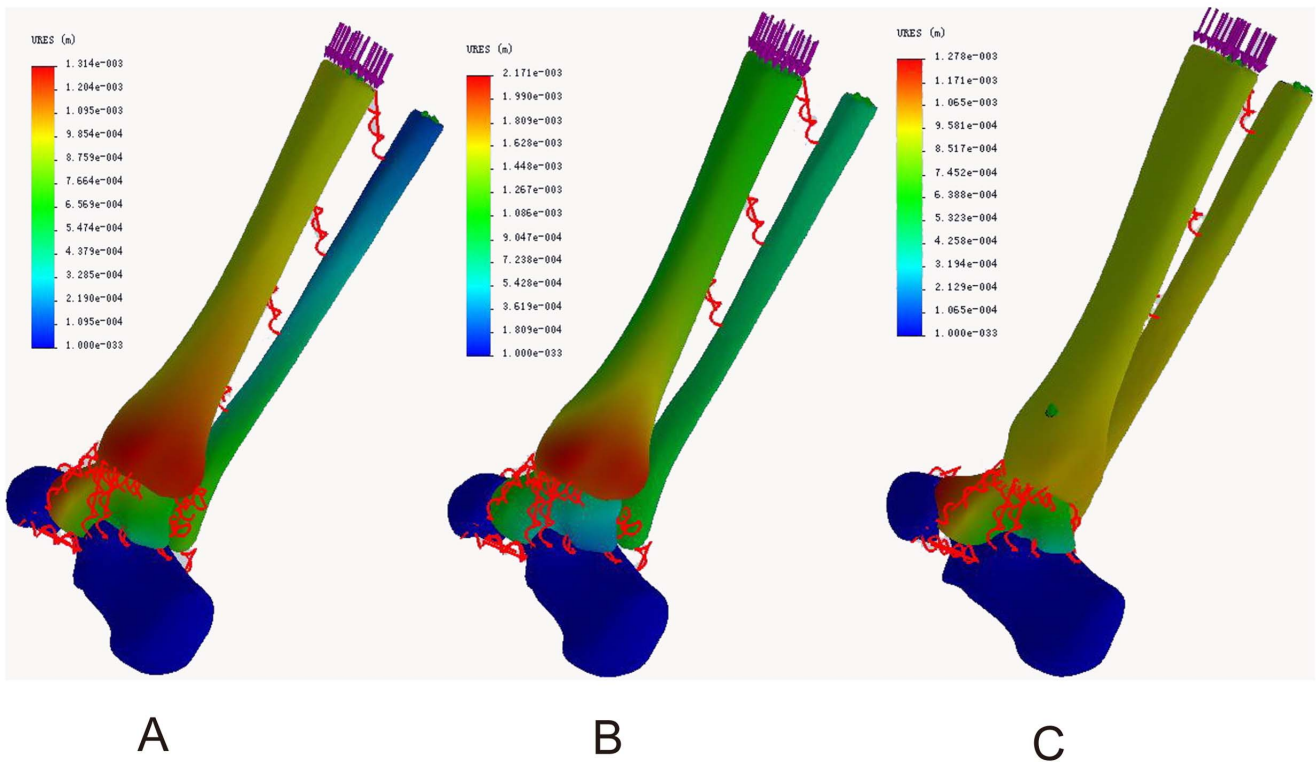 URES (m)
1.314e-003
1.204e-003
1.095e-003
9.854e-004
8.759e-004
7.664e-004
6.569e-004
5.474e-004
4.379e-004
3.285e-004
2.190e-004
1.095e-004
1.000e-033
URES (m)
2.171e-003
1.990e-003
1.809e-003
1.628e-003
1.448e-003
1.267e-003
1.086e-003
9.047e-004
7.238e-004
5.428e-004
3.619e-004
1.809e-004
1.000e-033
URES (m)
1.278e-003
1.171e-003
1.065e-003
9.581e-004
8.517e-004
7.452e-004
6.388e-004
5.323e-004
4.258e-004
3.194e-004
2.129e-004
1.065e-004
1.000e-033
A
B
C